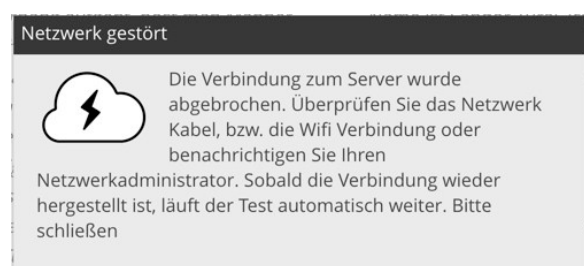 Netzwerk gestört
Die Verbindung zum Server wurde
abgebrochen. Überprüfen Sie das Netzwerk
Kabel, bzw. die Wifi Verbindung oder
benachrichtigen Sie Ihren
Netzwerkadministrator. Sobald die Verbindung wieder
hergestellt ist, läuft der Test automatisch weiter. Bitte
schließen